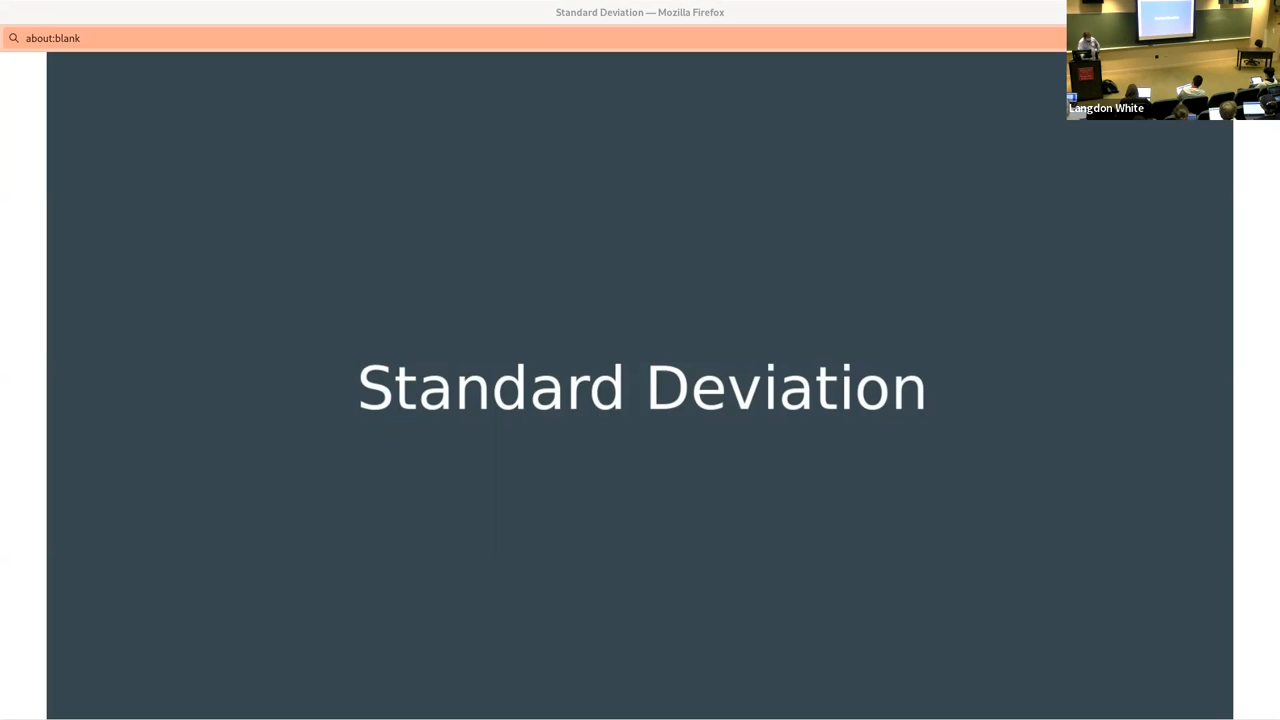 Standard Deviation — Mozilla Firefox
about:blank
Langdon White
Standard Deviation